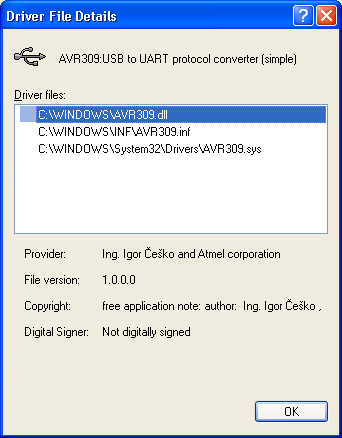 Driver File Details
AVR309:USB to UART protocol converter (simple)
Driver files:
C:\WINDOWS\AVR309.dll
C:\WINDOWS\INF\AVR309.inf
C:\WINDOWS\System32\Drivers\AVR309.sys
Provider: Ing. Igor Češko and Atmel corporation
File version: 1.0.0.0
Copyright: free application note: author: Ing. Igor Češko ,
Digital Signer: Not digitally signed
OK